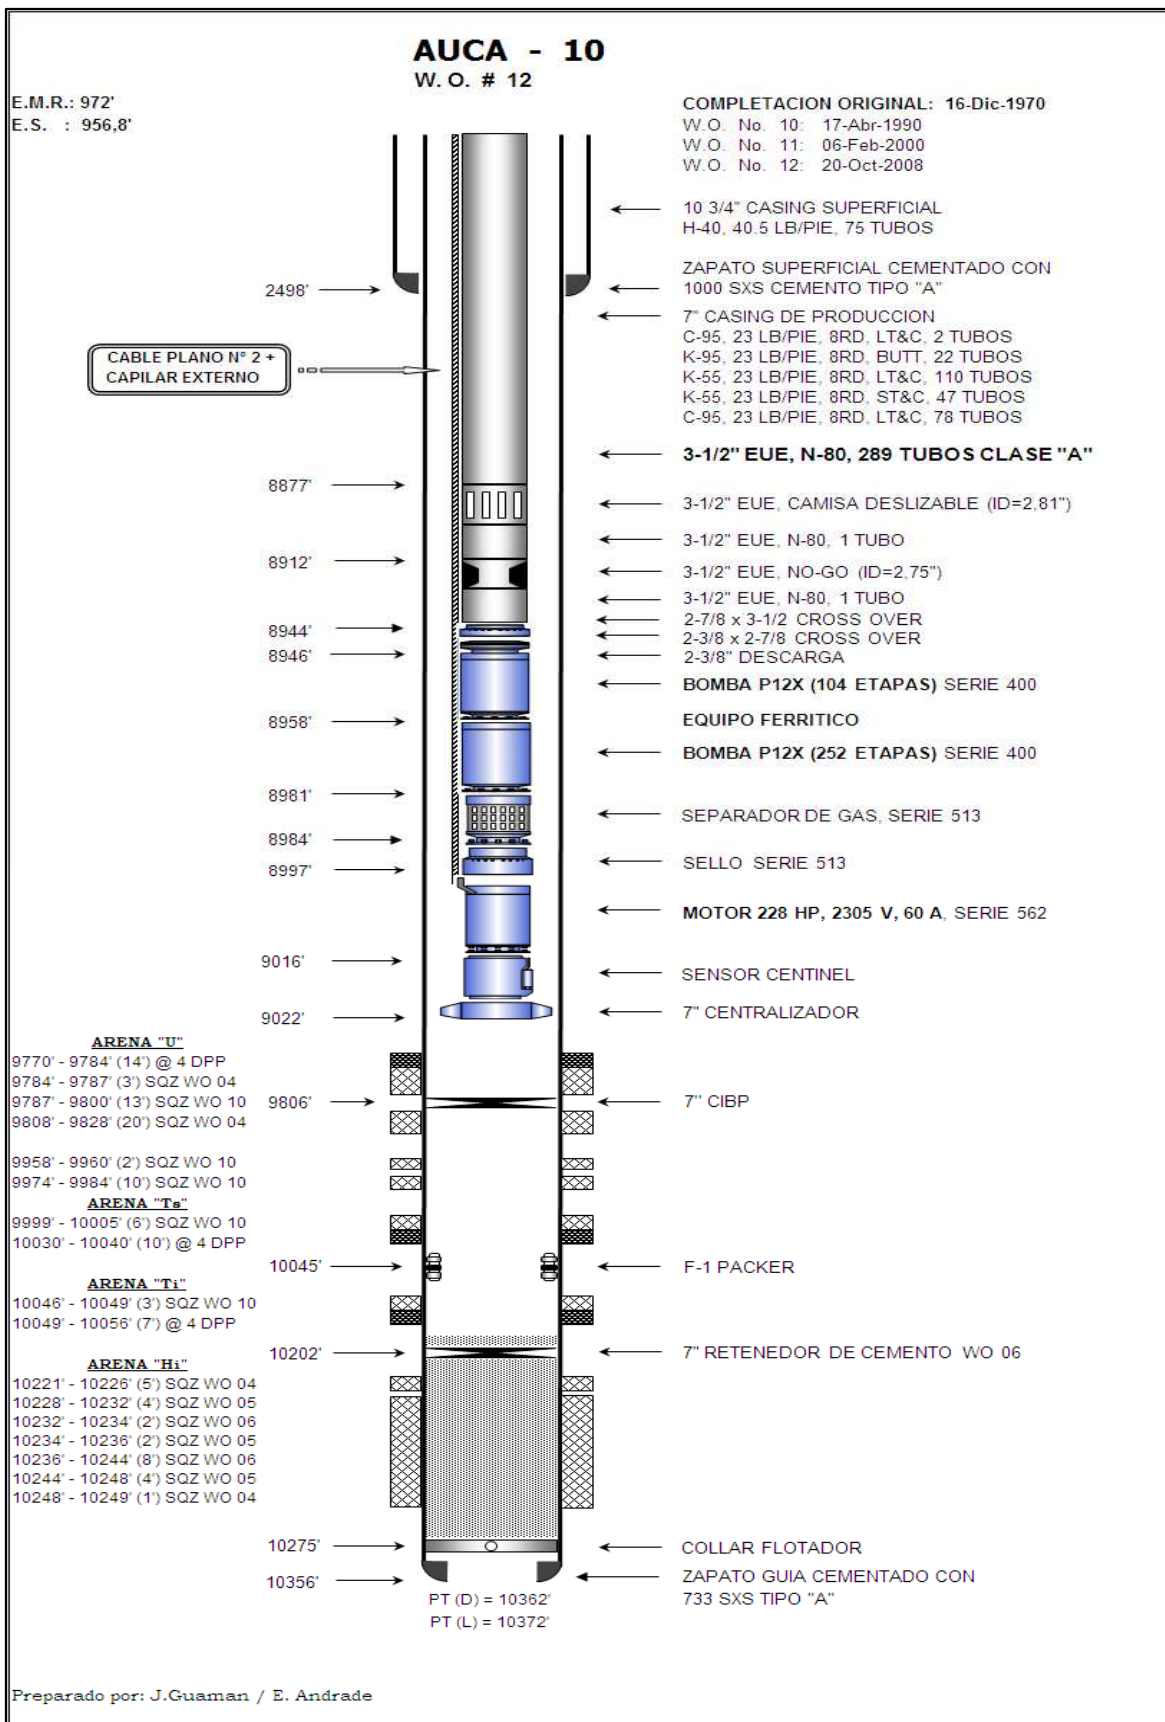 AUCA - 10
W. O. # 12
E.M.R.: 972'
E.S. : 956,8'
COMPLETACION ORIGINAL: 16-Dic-1970
W.O. No. 10: 17-Abr-1990
W.O. No. 11: 06-Feb-2000
W.O. No. 12: 20-Oct-2008
10 3/4" CASING SUPERFICIAL
H-40, 40.5 LB/PIE, 75 TUBOS
ZAPATO SUPERFICIAL CEMENTADO CON
1000 SXS CEMENTO TIPO "A"
2498'
7" CASING DE PRODUCCION
C-95, 23 LB/PIE, 8RD, LT&C, 2 TUBOS
K-95, 23 LB/PIE, 8RD, BUTT, 22 TUBOS
K-55, 23 LB/PIE, 8RD, LT&C, 110 TUBOS
K-55, 23 LB/PIE, 8RD, ST&C, 47 TUBOS
C-95, 23 LB/PIE, 8RD, LT&C, 78 TUBOS
CABLE PLANO N° 2 +
CAPILAR EXTERNO
3-1/2" EUE, N-80, 289 TUBOS CLASE "A"
8877'
3-1/2" EUE, CAMISA DESLIZABLE (ID=2,81")
3-1/2" EUE, N-80, 1 TUBO
8912'
3-1/2" EUE, NO-GO (ID=2,75")
3-1/2" EUE, N-80, 1 TUBO
2-7/8 x 3-1/2 CROSS OVER
8944'
2-3/8 x 2-7/8 CROSS OVER
8946'
2-3/8" DESCARGA
BOMBA P12X (104 ETAPAS) SERIE 400
8958'
EQUIPO FERRITICO
BOMBA P12X (252 ETAPAS) SERIE 400
8981'
SEPARADOR DE GAS, SERIE 513
8984'
8997'
SELLO SERIE 513
MOTOR 228 HP, 2305 V, 60 A, SERIE 562
9016'
SENSOR CENTINEL
9022'
7" CENTRALIZADOR
ARENA "U"
9770' - 9784' (14') @ 4 DPP
9784' - 9787' (3') SQZ WO 04
9787' - 9800' (13') SQZ WO 10
9806'
7'' CIBP
9808' - 9828' (20') SQZ WO 04
9958' - 9960' (2') SQZ WO 10
9974' - 9984' (10') SQZ WO 10
ARENA "Ts"
9999' - 10005' (6') SQZ WO 10
10030' - 10040' (10') @ 4 DPP
10045'
F-1 PACKER
ARENA "Ti"
10046' - 10049' (3') SQZ WO 10
10049' - 10056' (7') @ 4 DPP
10202'
7" RETENEDOR DE CEMENTO WO 06
ARENA "Hi"
10221' - 10226' (5') SQZ WO 04
10228' - 10232' (4') SQZ WO 05
10232' - 10234' (2') SQZ WO 06
10234' - 10236' (2') SQZ WO 05
10236' - 10244' (8') SQZ WO 06
10244' - 10248' (4') SQZ WO 05
10248' - 10249' (1') SQZ WO 04
10275'
COLLAR FLOTADOR
10356'
ZAPATO GUIA CEMENTADO CON
733 SXS TIPO "A"
PT (D) = 10362'
PT (L) = 10372'
Preparado por: J.Guaman / E. Andrade